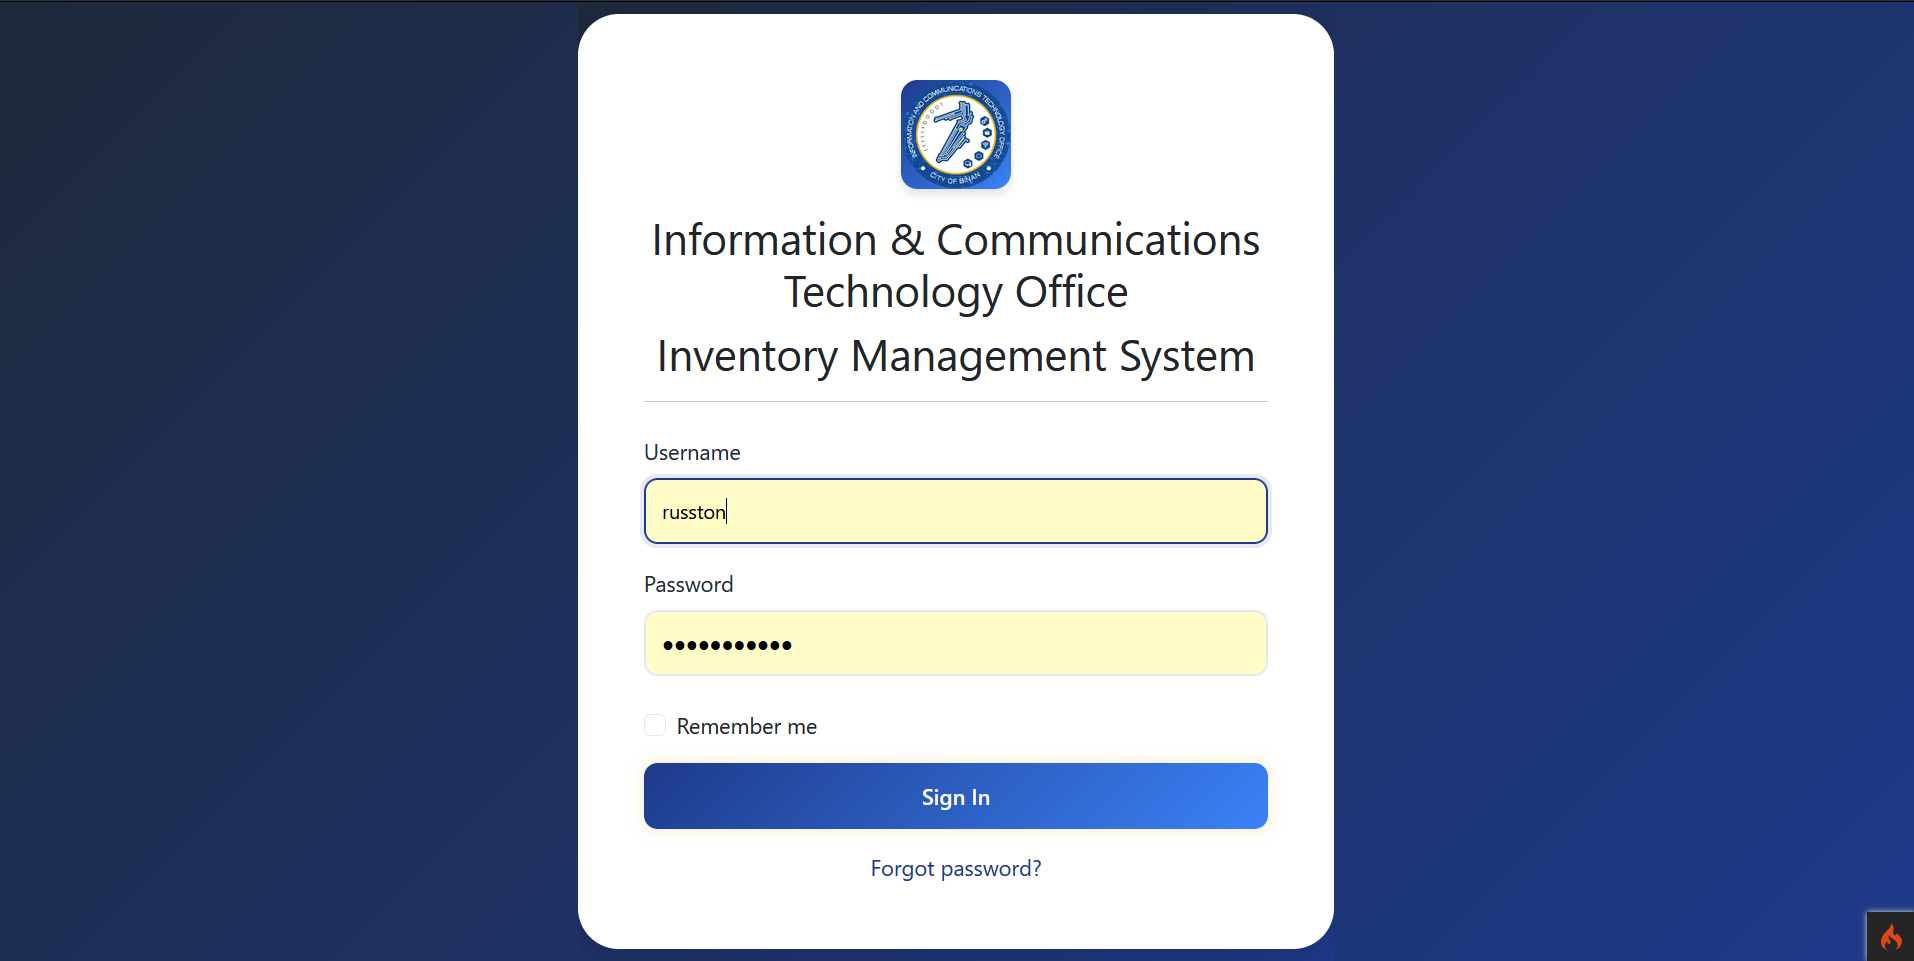 INFORMATION AND COMMUNICATIONS TECHNOLOGY OFFICE
CITY OF BIÑAN
Information & Communications
Technology Office
Inventory Management System
Username
russton
Password
●●●●●●●●●●●
Remember me
Sign In
Forgot password?